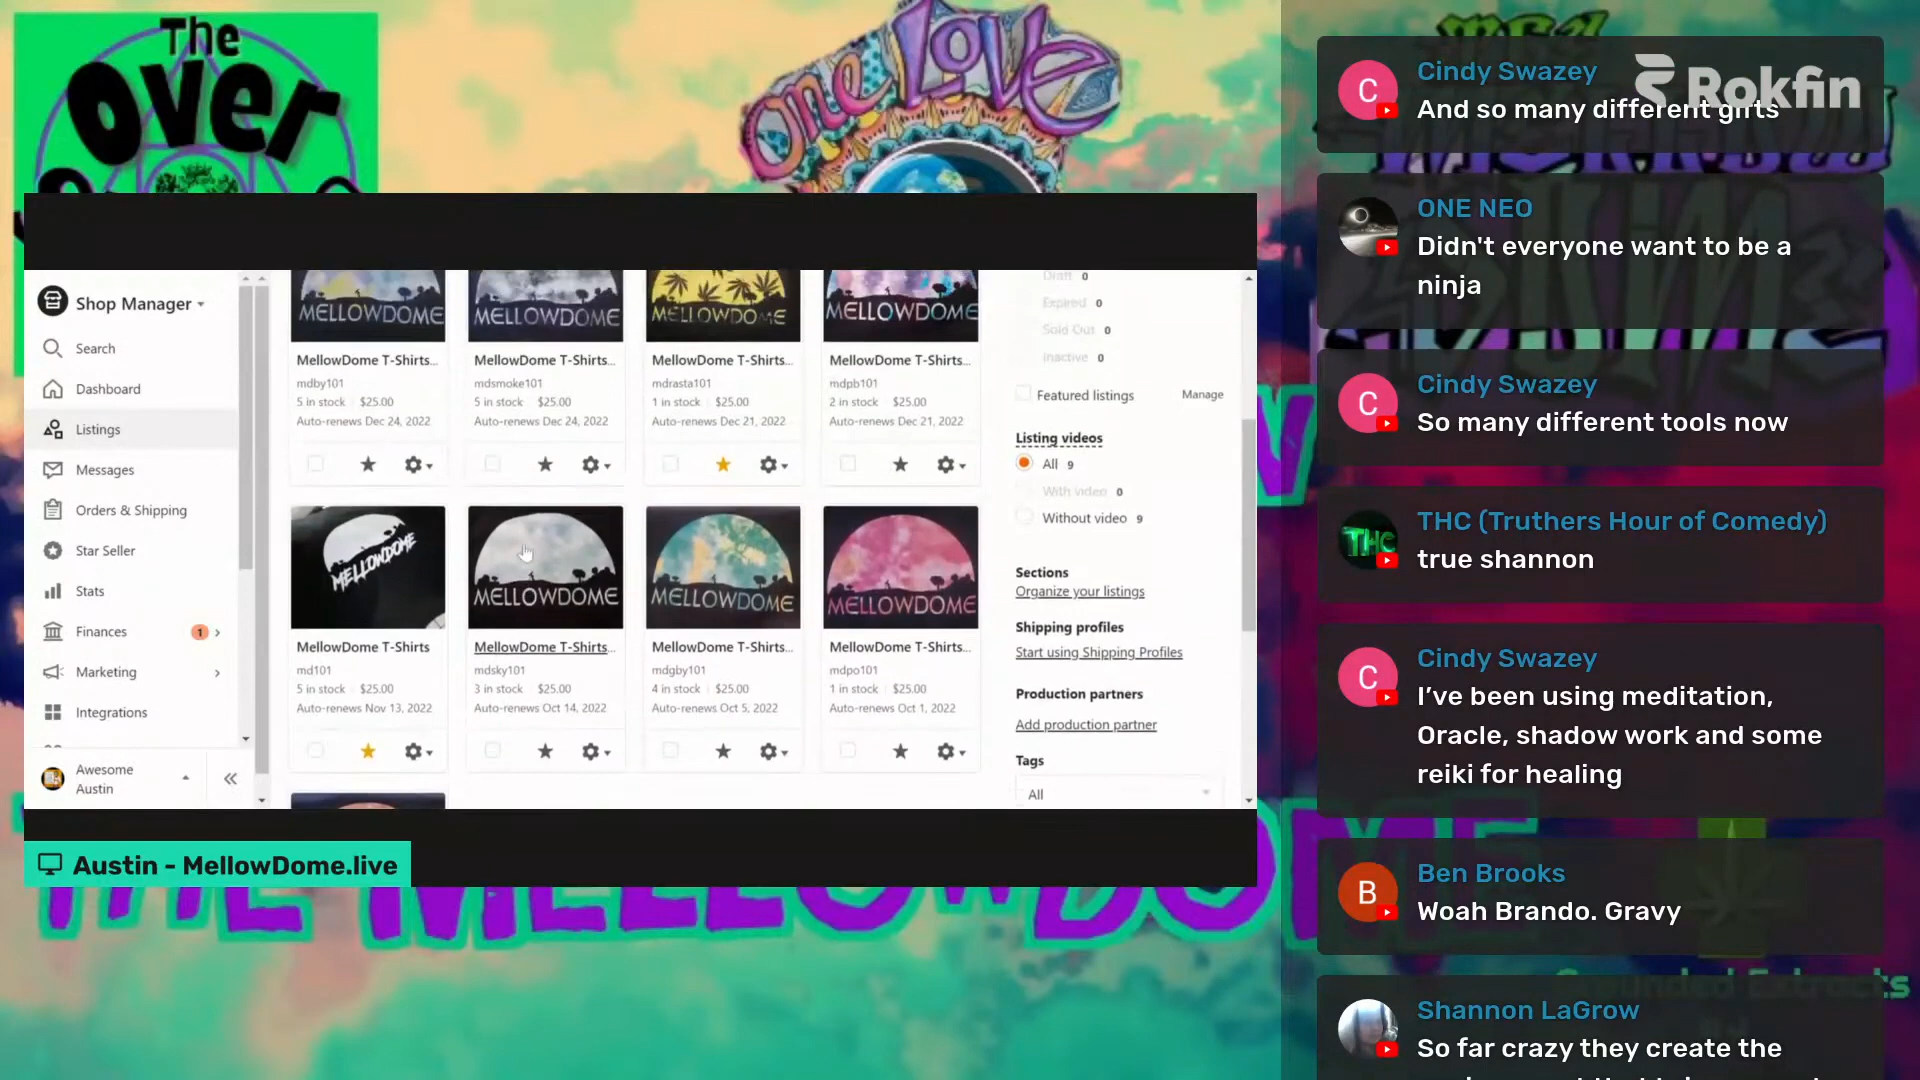 The
Over
One Love
Rokfin
Shop Manager
Search
Dashboard
Listings
Messages
Orders & Shipping
Star Seller
Stats
Finances 1
Marketing
Integrations
Awesome
Austin
MELLOWDOME
MELLOWDOME
MELLOWDOME
MELLOWDOME
MellowDome T-Shirts...
mdby101
5 in stock $25.00
Auto-renews Dec 24, 2022
MellowDome T-Shirts...
mdsmoke101
5 in stock $25.00
Auto-renews Dec 24, 2022
MellowDome T-Shirts...
mdrasta101
1 in stock $25.00
Auto-renews Dec 21, 2022
MellowDome T-Shirts...
mdpb101
2 in stock $25.00
Auto-renews Dec 21, 2022
MELLOWDOME
MELLOWDOME
MELLOWDOME
MELLOWDOME
MellowDome T-Shirts
md101
5 in stock $25.00
Auto-renews Nov 13, 2022
MellowDome T-Shirts...
mdsky101
3 in stock $25.00
Auto-renews Oct 14, 2022
MellowDome T-Shirts...
mdgby101
4 in stock $25.00
Auto-renews Oct 5, 2022
MellowDome T-Shirts...
mdpo101
1 in stock $25.00
Auto-renews Oct 1, 2022
Draft 0
Expired 0
Sold Out 0
Inactive 0
Featured listings Manage
Listing videos
All 9
With video 0
Without video 9
Sections
Organize your listings
Shipping profiles
Start using Shipping Profiles
Production partners
Add production partner
Tags
All
Austin - MellowDome.live
THE MELLOWDOME
Cindy Swazey
And so many different gifts
ONE NEO
Didn't everyone want to be a
ninja
Cindy Swazey
So many different tools now
THC
THC (Truthers Hour of Comedy)
true shannon
Cindy Swazey
I've been using meditation,
Oracle, shadow work and some
reiki for healing
Ben Brooks
Woah Brando. Gravy
Shannon LaGrow
So far crazy they create the